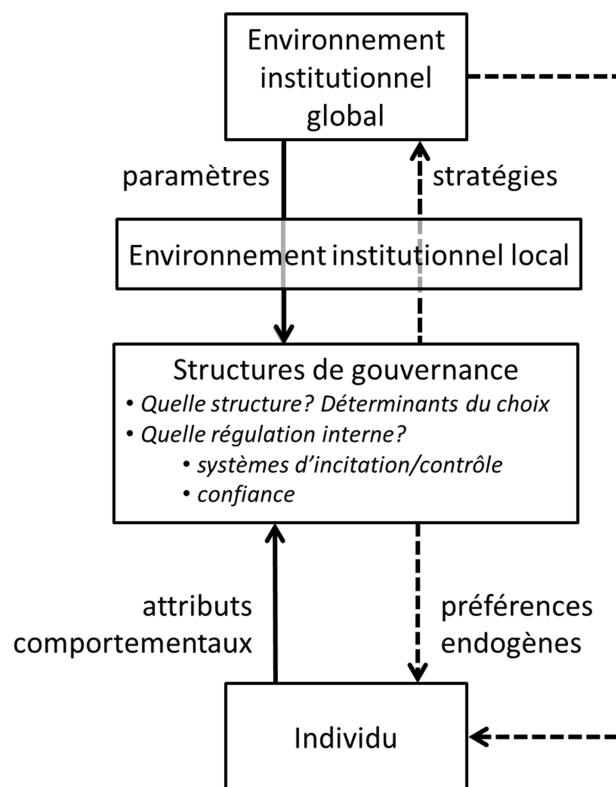 Environnement
institutionnel
global
paramètres
stratégies
Environnement institutionnel local
Structures de gouvernance
• Quelle structure? Déterminants du choix
• Quelle régulation interne?
• systèmes d'incitation/contrôle
• confiance
attributs
comportementaux
préférences
endogènes
Individu